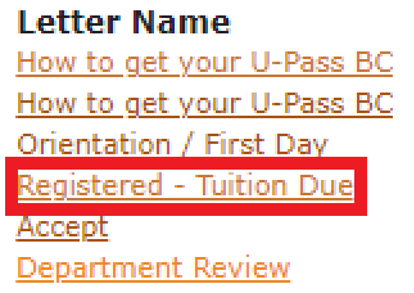 Letter Name
How to get your U-Pass BC
How to get your U-Pass BC
Orientation / First Day
Registered - Tuition Due
Accept
Department Review